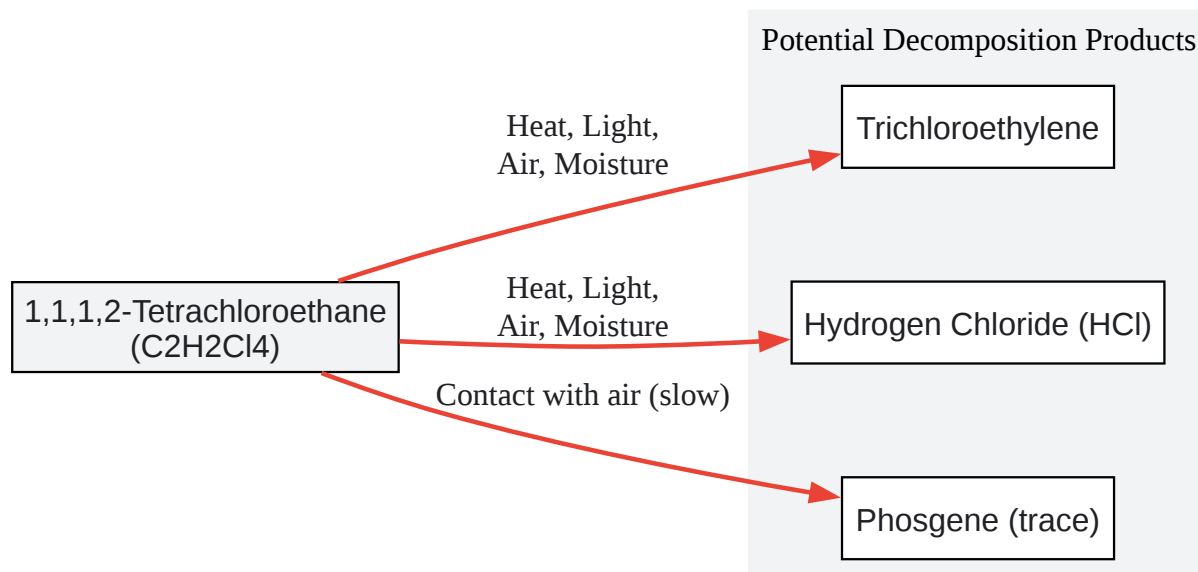 Potential Decomposition Products
Heat, Light,
Air, Moisture
Trichloroethylene
1,1,1,2-Tetrachloroethane
(C2H2Cl4)
Heat, Light,
Air, Moisture
Hydrogen Chloride (HCl)
Contact with air (slow)
Phosgene (trace)